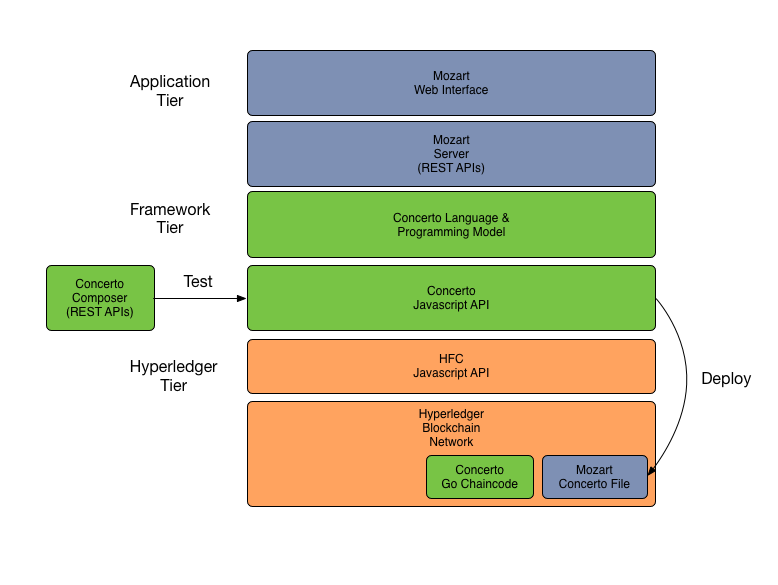 Application
Tier
Mozart
Web Interface
Mozart
Server
(REST APIs)
Framework
Tier
Concerto Language &
Programming Model
Concerto
Composer
(REST APIs)
Test
Concerto
Javascript API
Hyperledger
Tier
HFC
Javascript API
Deploy
Hyperledger
Blockchain
Network
Concerto
Go Chaincode
Mozart
Concerto File